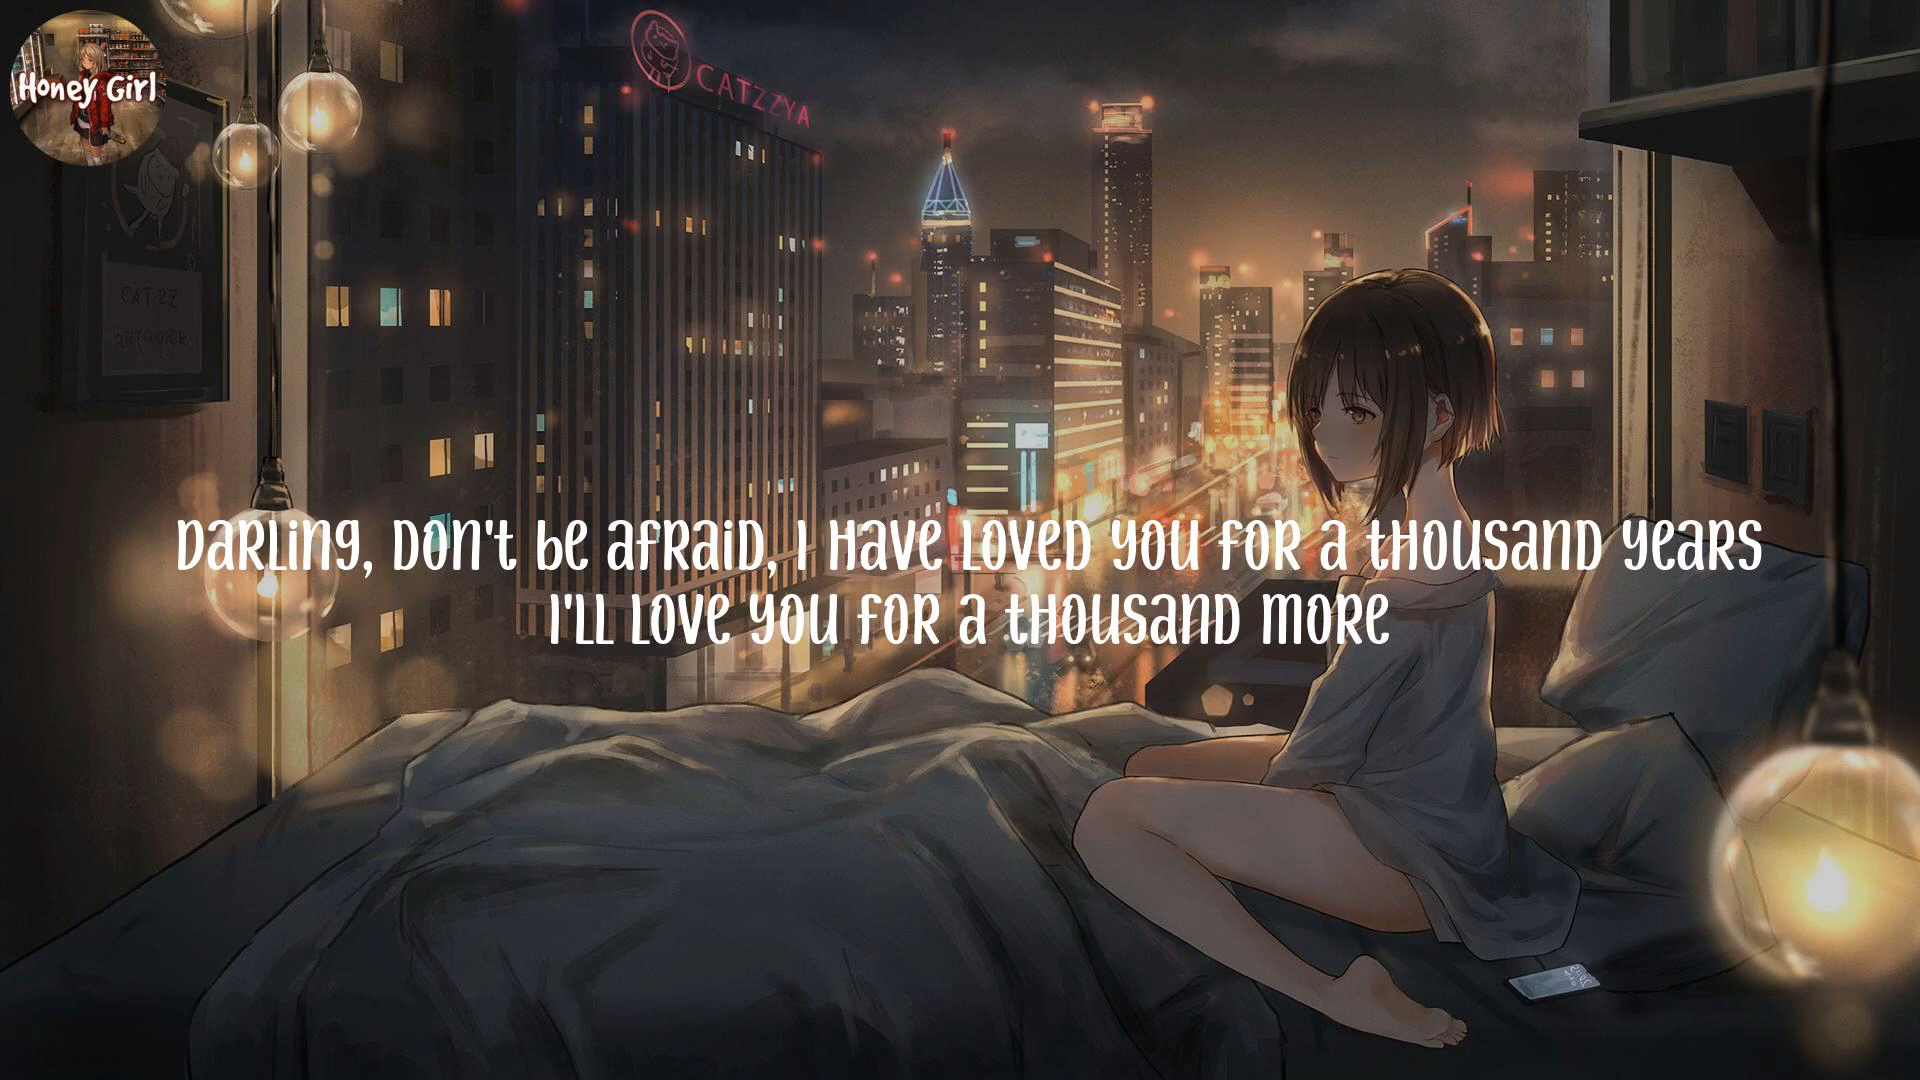 Honey Girl
CATZZYA
CATZZ
ARTWORK
Darling, don't be afraid, I have loved you for a thousand years
I'll love you for a thousand more